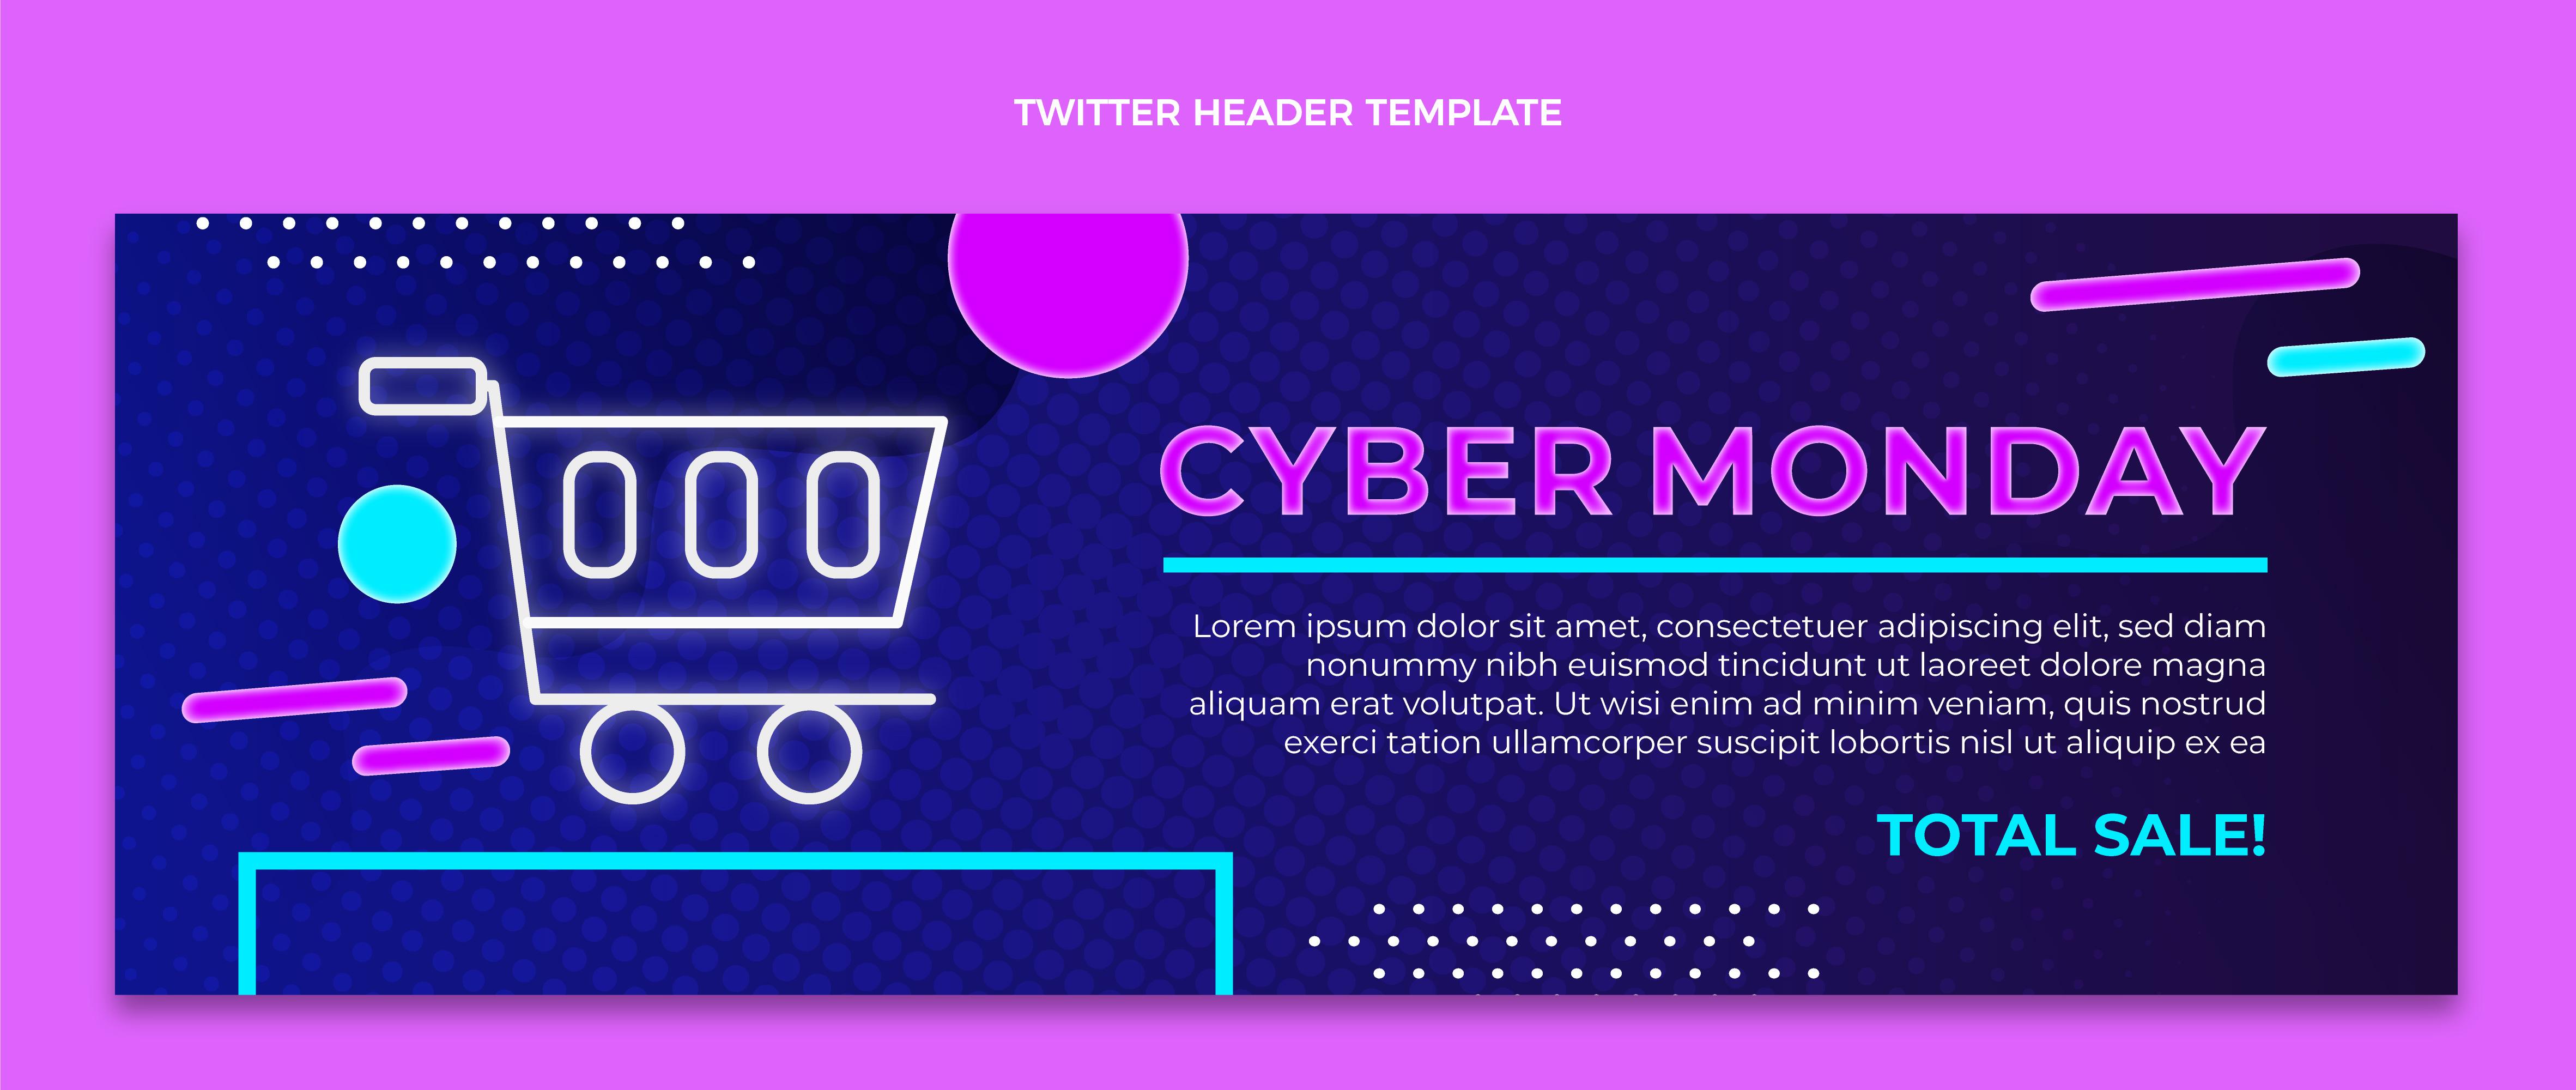 TWITTER HEADER TEMPLATE
CYBER MONDAY
Lorem ipsum dolor sit amet, consectetuer adipiscing elit, sed diam
nonummy nibh euismod tincidunt ut laoreet dolore magna
aliquam erat volutpat. Ut wisi enim ad minim veniam, quis nostrud
exerci tation ullamcorper suscipit lobortis nisl ut aliquip ex ea
TOTAL SALE!